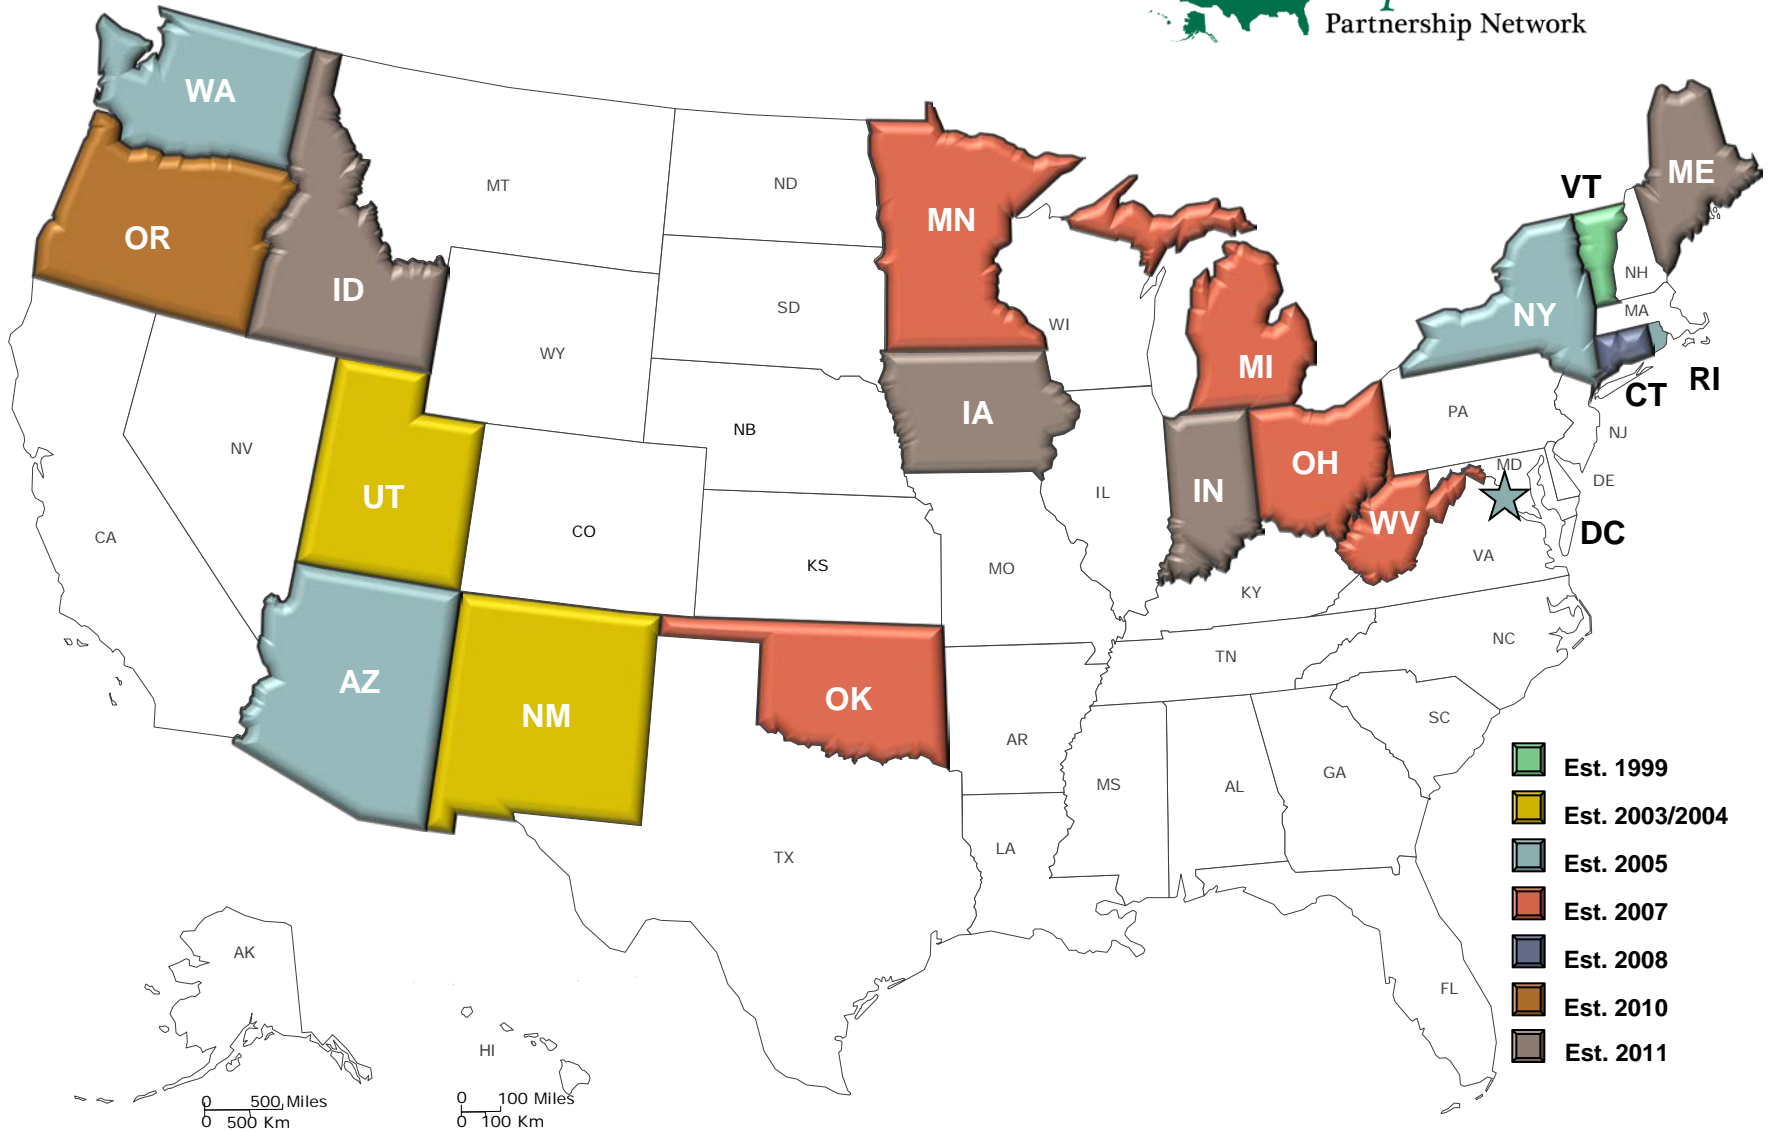 Partnership Network
WA
ME
VT
MT
ND
MN
OR
NH
ID
SD
NY
MA
WI
WY
MI
RI
CT
IA
PA
NB
NJ
NV
OH
MD
UT
IN
IL
DE
WV
CO
DC
CA
VA
KS
MO
KY
NC
TN
AZ
OK
NM
SC
AR
GA
MS
AL
Est. 1999
Est. 2003/2004
LA
TX
Est. 2005
Est. 2007
AK
Est. 2008
FL
Est. 2010
HI
Est. 2011
0 500 Miles
0 500 Km
0 100 Miles
0 100 Km